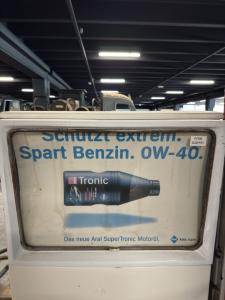 Schützt extrem.
Spart Benzin. 0W-40.
Tronic
Das neue Aral SuperTronic Motoröl.